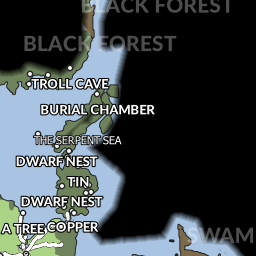 BLACK FOREST
BLACK FOREST
TROLL CAVE
BURIAL CHAMBER
THE SERPENT SEA
DWARF NEST
TIN
DWARF NEST
A TREE
COPPER
SWAM